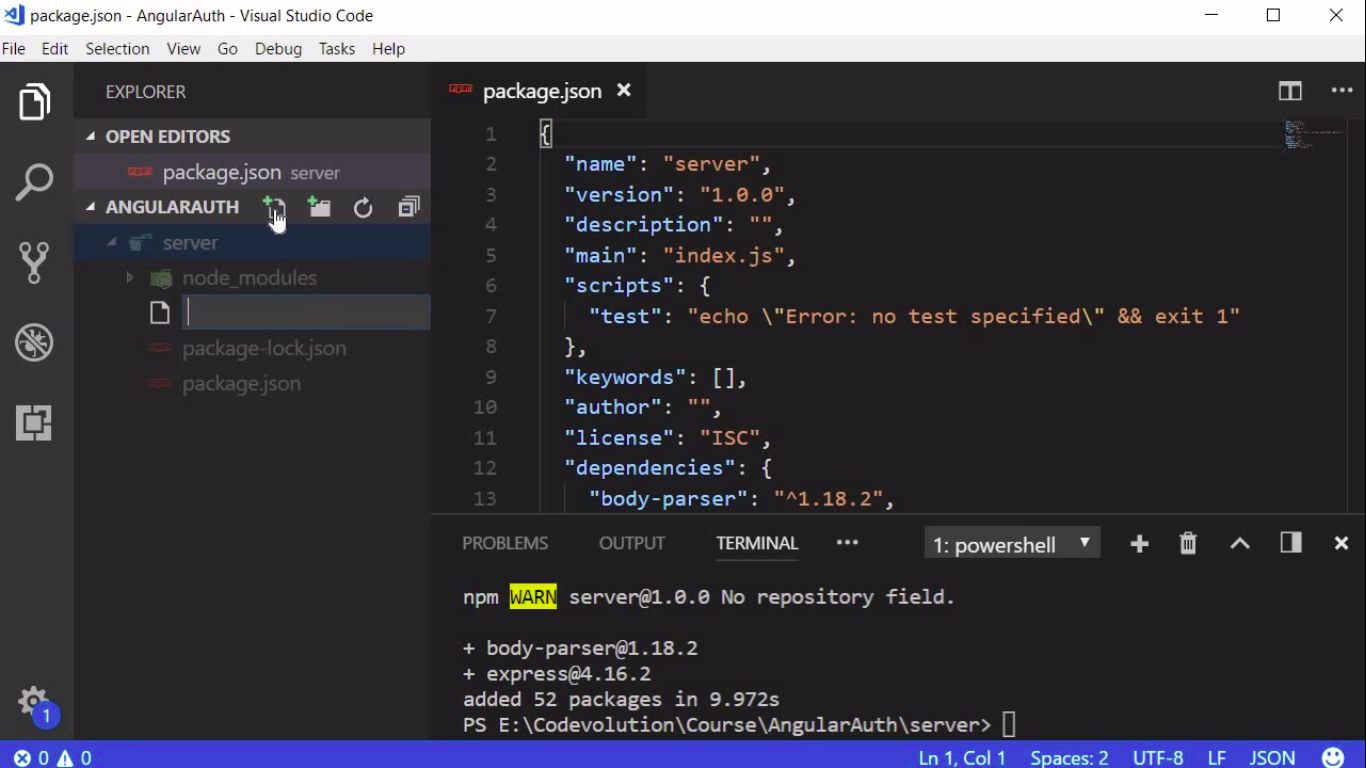 package.json - AngularAuth - Visual Studio Code
File Edit Selection View Go Debug Tasks Help
EXPLORER
OPEN EDITORS
package.json server
ANGULARAUTH
server
node_modules
package-lock.json
package.json
package.json
1 {
2 "name": "server",
3 "version": "1.0.0",
4 "description": "",
5 "main": "index.js",
6 "scripts": {
7 "test": "echo \"Error: no test specified\" && exit 1"
8 },
9 "keywords": [],
10 "author": "",
11 "license": "ISC",
12 "dependencies": {
13 "body-parser": "^1.18.2",
PROBLEMS OUTPUT TERMINAL ••• 1: powershell
npm WARN server@1.0.0 No repository field.
+ body-parser@1.18.2
+ express@4.16.2
added 52 packages in 9.972s
PS E:\Codevolution\Course\AngularAuth\server>
1
0 0 Ln 1, Col 1 Spaces: 2 UTF-8 LF JSON